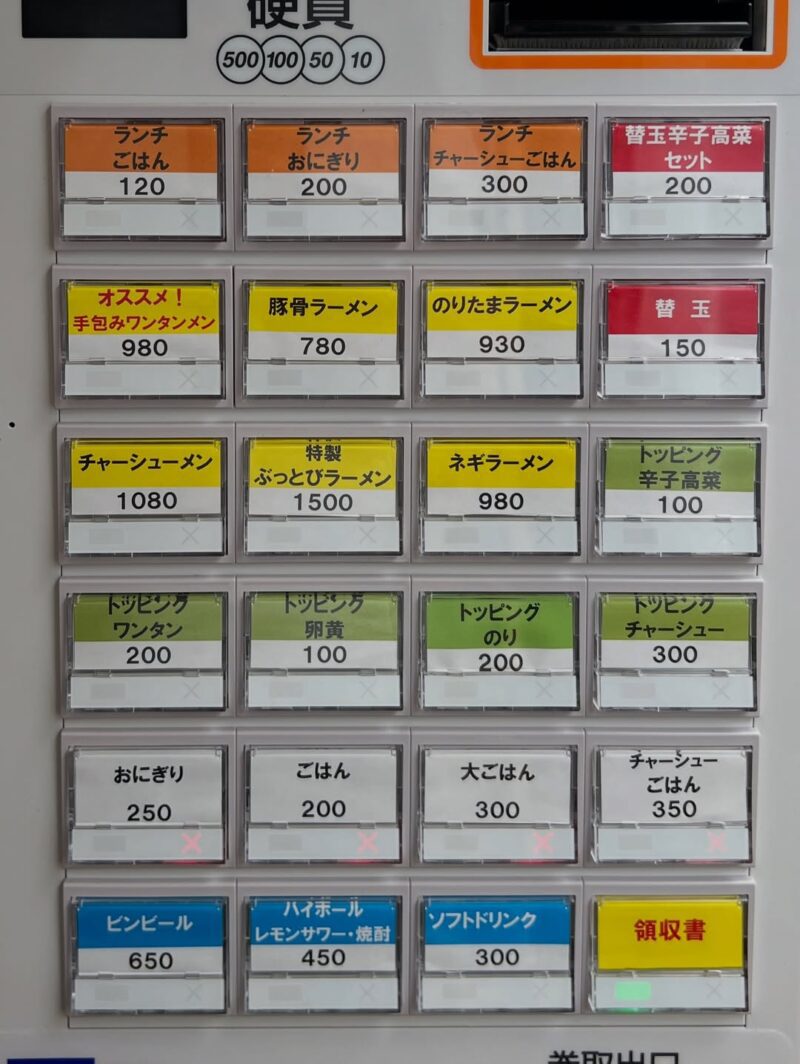 硬貨
500 100 50 10
ランチ
ごはん
120
ランチ
おにぎり
200
ランチ
チャーシューごはん
300
替玉辛子高菜
セット
200
オススメ！
手包みワンタンメン
980
豚骨ラーメン
780
のりたまラーメン
930
替玉
150
チャーシューメン
1080
特製
ぶっとびラーメン
1500
ネギラーメン
980
トッピング
辛子高菜
100
トッピング
ワンタン
200
トッピング
卵黄
100
トッピング
のり
200
トッピング
チャーシュー
300
おにぎり
250
ごはん
200
大ごはん
300
チャーシュー
ごはん
350
ビンビール
650
ハイボール
レモンサワー・焼酎
450
ソフトドリンク
300
領収書
券取出口